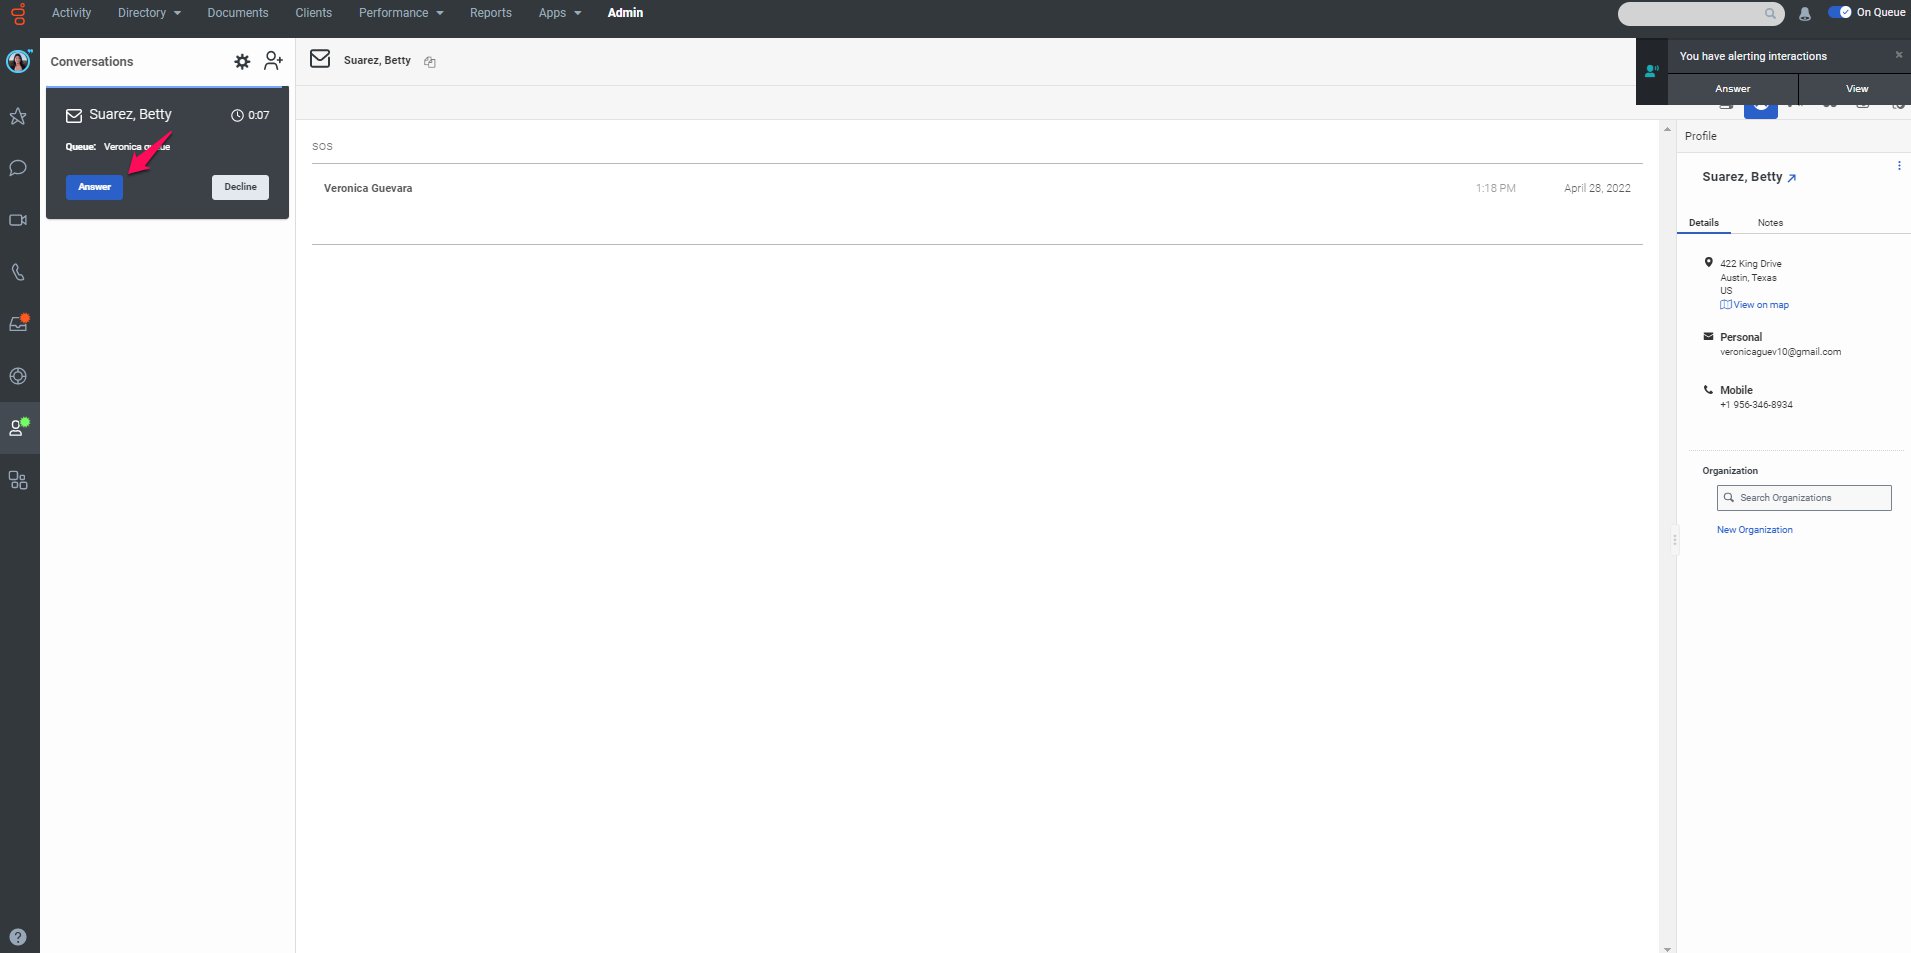 Activity Directory Documents Clients Performance Reports Apps Admin On Queue
Conversations
Suarez, Betty
You have alerting interactions
Answer View
Suarez, Betty 0:07
Queue: Veronica
Answer Decline
SOS
Veronica Guevara 1:18 PM April 28, 2022
Profile
Suarez, Betty
Details Notes
422 King Drive
Austin, Texas
US
View on map
Personal
veronicaguev10@gmail.com
Mobile
+1 956-346-8934
Organization
Search Organizations
New Organization